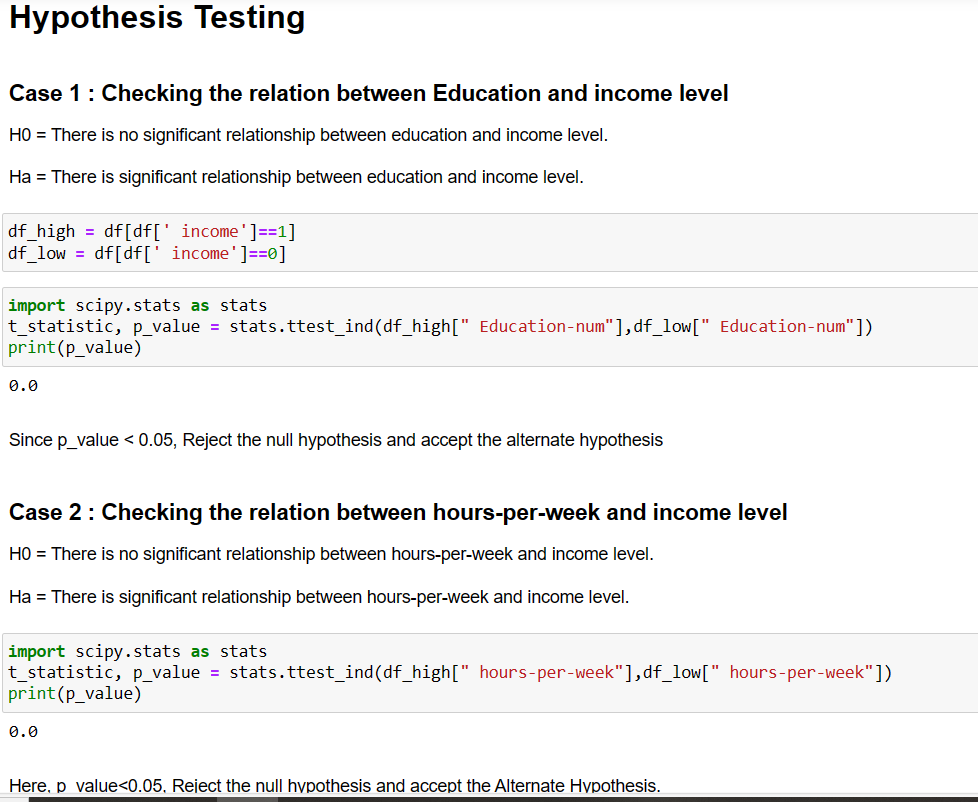 Hypothesis Testing
Case 1 : Checking the relation between Education and income level
H0 = There is no significant relationship between education and income level.
Ha = There is significant relationship between education and income level.
df_high = df[df[' income']==1]
df_low = df[df[' income']==0]
import scipy.stats as stats
t_statistic, p_value = stats.ttest_ind(df_high[" Education-num"],df_low[" Education-num"])
print(p_value)
0.0
Since p_value < 0.05, Reject the null hypothesis and accept the alternate hypothesis
Case 2 : Checking the relation between hours-per-week and income level
H0 = There is no significant relationship between hours-per-week and income level.
Ha = There is significant relationship between hours-per-week and income level.
import scipy.stats as stats
t_statistic, p_value = stats.ttest_ind(df_high[" hours-per-week"],df_low[" hours-per-week"])
print(p_value)
0.0
Here, p_value<0.05, Reject the null hypothesis and accept the Alternate Hypothesis.